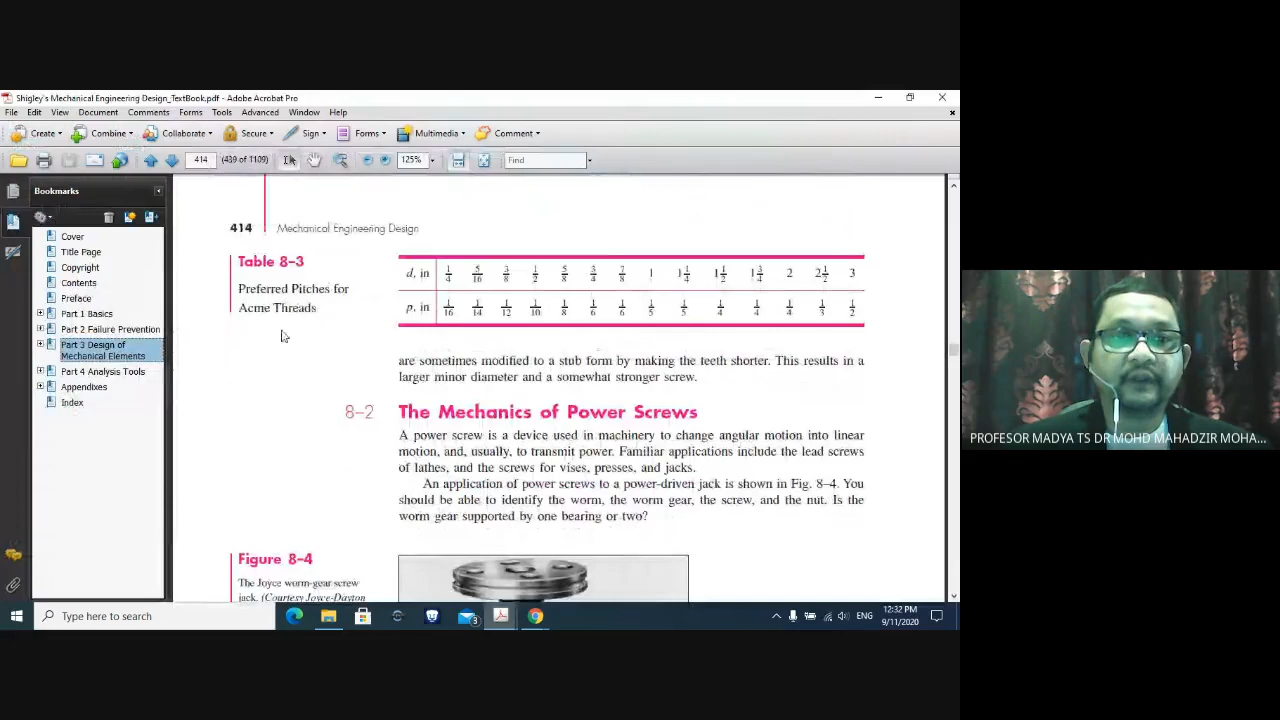 Shigley's Mechanical Engineering Design_TextBook.pdf - Adobe Acrobat Pro
File Edit View Document Comments Forms Tools Advanced Window Help
Create Combine Collaborate Secure Sign Forms Multimedia Comment
414 (439 of 1109) 125% Find
Bookmarks
Cover
Title Page
Copyright
Contents
Preface
Part 1 Basics
Part 2 Failure Prevention
Part 3 Design of
Mechanical Elements
Part 4 Analysis Tools
Appendixes
Index
414 Mechanical Engineering Design
Table 8–3
Preferred Pitches for
Acme Threads
d, in 1/4 5/16 3/8 1/2 5/8 3/4 7/8 1 1 1/4 1 1/2 1 3/4 2 2 1/2 3
p, in 1/16 1/14 1/12 1/10 1/8 1/6 1/6 1/5 1/5 1/4 1/4 1/4 1/3 1/2
are sometimes modified to a stub form by making the teeth shorter. This results in a
larger minor diameter and a somewhat stronger screw.
8–2 The Mechanics of Power Screws
A power screw is a device used in machinery to change angular motion into linear
motion, and, usually, to transmit power. Familiar applications include the lead screws
of lathes, and the screws for vises, presses, and jacks.
An application of power screws to a power-driven jack is shown in Fig. 8–4. You
should be able to identify the worm, the worm gear, the screw, and the nut. Is the
worm gear supported by one bearing or two?
Figure 8–4
The Joyce worm-gear screw
jack. (Courtesy Joyce-Dayton
PROFESOR MADYA TS DR MOHD MAHADZIR MOHA...
Type here to search
3
ENG
12:32 PM
9/11/2020